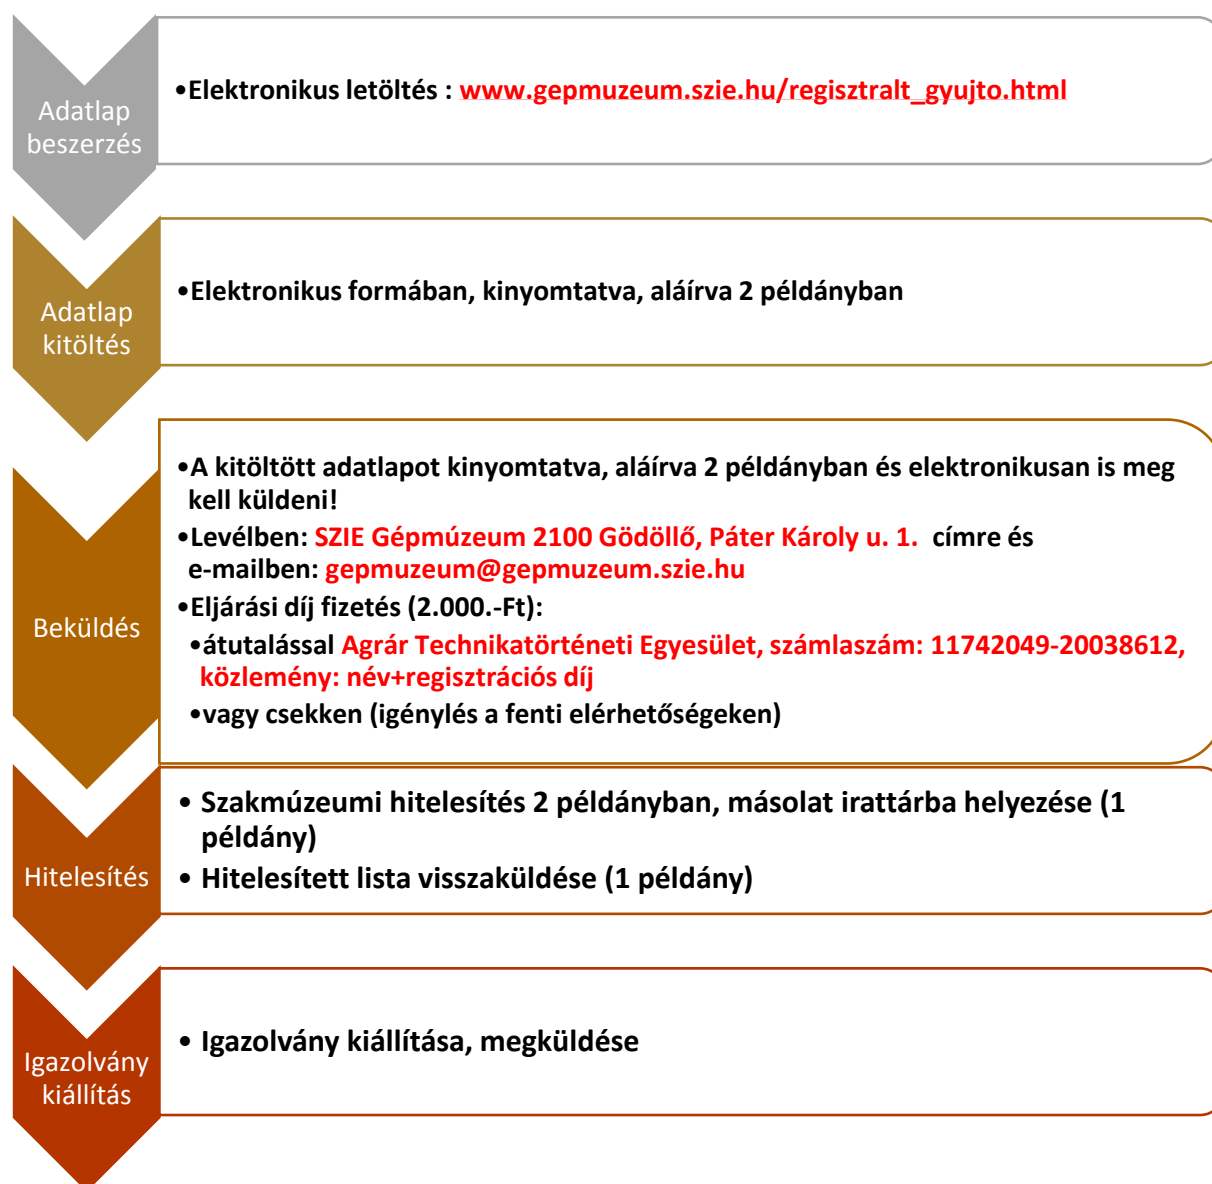 Adatlap
beszerzés
•Elektronikus letöltés : www.gepmuzeum.szie.hu/regisztralt_gyujto.html
Adatlap
kitöltés
•Elektronikus formában, kinyomtatva, aláírva 2 példányban
Beküldés
•A kitöltött adatlapot kinyomtatva, aláírva 2 példányban és elektronikusan is meg
kell küldeni!
•Levélben: SZIE Gépmúzeum 2100 Gödöllő, Páter Károly u. 1.  címre és
e-mailben: gepmuzeum@gepmuzeum.szie.hu
•Eljárási díj fizetés (2.000.-Ft):
•átutalással Agrár Technikatörténeti Egyesület, számlaszám: 11742049-20038612,
közlemény: név+regisztrációs díj
•vagy csekken (igénylés a fenti elérhetőségeken)
Hitelesítés
• Szakmúzeumi hitelesítés 2 példányban, másolat irattárba helyezése (1
példány)
• Hitelesített lista visszaküldése (1 példány)
Igazolvány
kiállítás
• Igazolvány kiállítása, megküldése